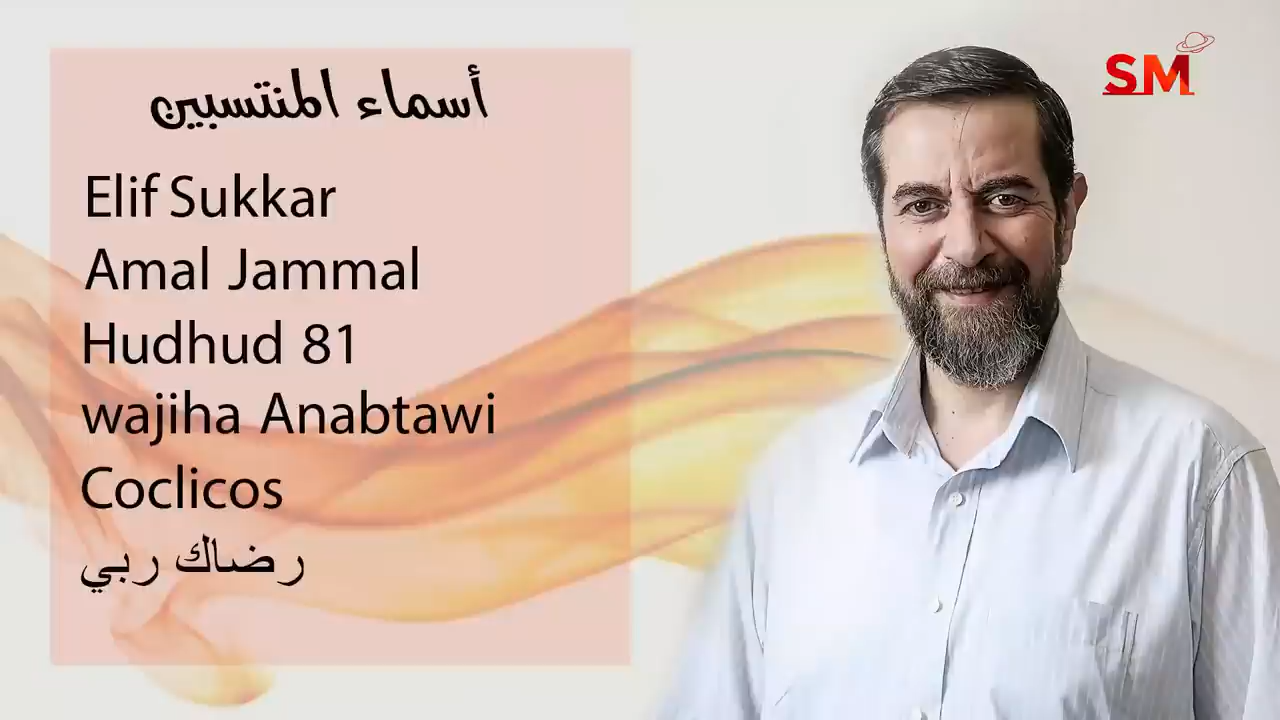 أسماء المنتسبين
Elif Sukkar
Amal Jammal
Hudhud 81
wajiha Anabtawi
Coclicos
رضاك ربي
SM